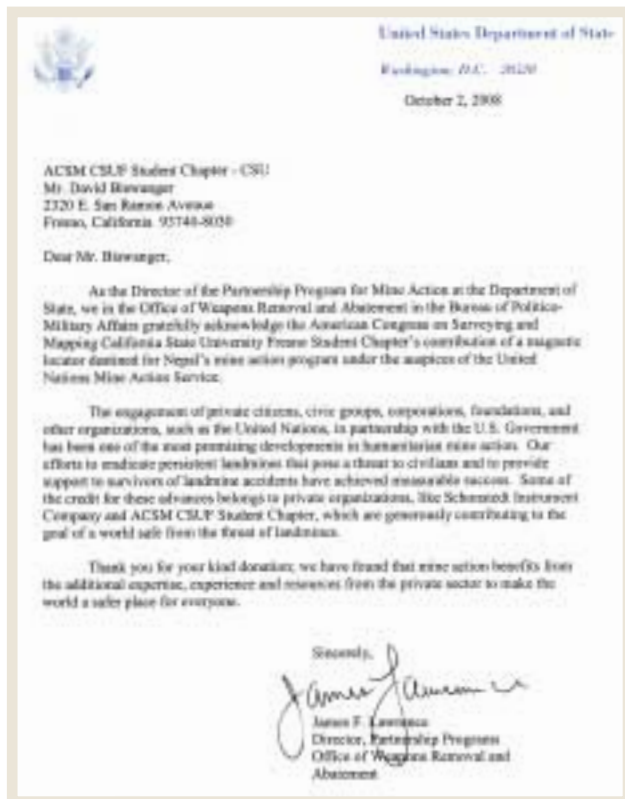 United States Department of State
Washington, D.C. 20520
October 2, 2008
ACSM CSUF Student Chapter - CSU
Mr. David
2320 E. San Ramon Avenue
Fresno, California 93740-8030
Dear Mr.
As the Director of the Partnership Program for Mine Action at the Department of
State, we in the Office of Weapons Removal and Abatement in the Bureau of Politico-
Military Affairs gratefully acknowledge the American Congress on Surveying and
Mapping California State University Fresno Student Chapter's contribution of a magnetic
locator destined for Nepal's mine action program under the auspices of the United
Nations Mine Action Service.
The engagement of private citizens, civic groups, corporations, foundations, and
other organizations, such as the United Nations, in partnership with the U.S. Government
has been one of the most promising developments in humanitarian mine action. Our
efforts to eradicate persistent landmines that pose a threat to civilians and to provide
support to survivors of landmine accidents have achieved measurable success. Some of
the credit for these advances belongs to private organizations, like Schonstedt Instrument
Company and ACSM CSUF Student Chapter, which are generously contributing to the
goal of a world safe from the threat of landmines.
Thank you for your kind donation; we have found that mine action benefits from
the additional expertise, experience and resources from the private sector to make the
world a safer place for everyone.
Sincerely,
James Lawrence
James F. Lawrence
Director, Partnership Programs
Office of Weapons Removal and
Abatement